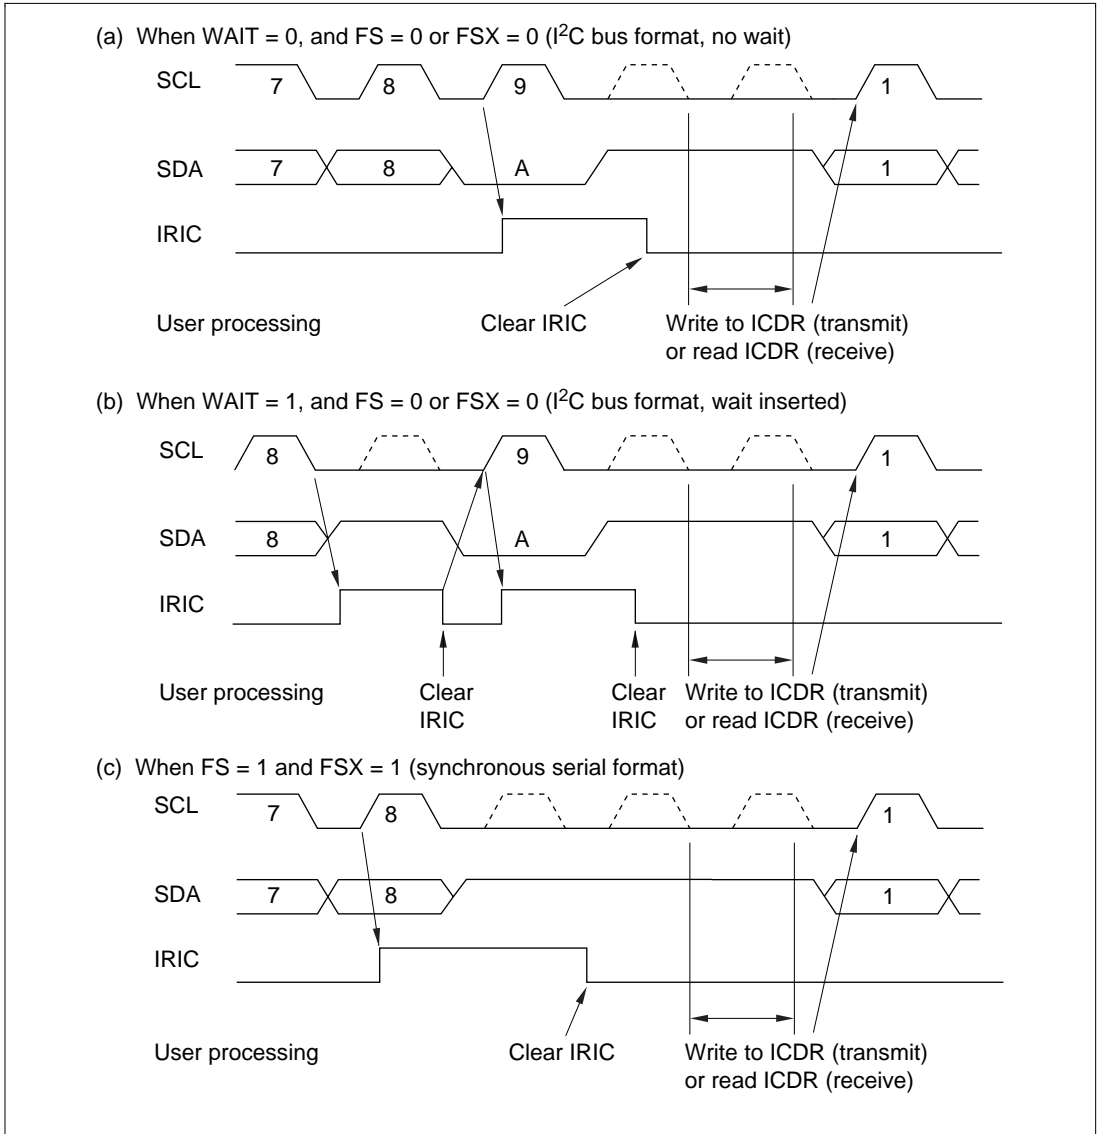 (a) When WAIT = 0, and FS = 0 or FSX = 0 (I²C bus format, no wait)
SCL 7 8 9 1
SDA 7 8 A 1
IRIC
User processing Clear IRIC Write to ICDR (transmit)
or read ICDR (receive)
(b) When WAIT = 1, and FS = 0 or FSX = 0 (I²C bus format, wait inserted)
SCL 8 9 1
SDA 8 A 1
IRIC
User processing Clear Clear Write to ICDR (transmit)
IRIC IRIC or read ICDR (receive)
(c) When FS = 1 and FSX = 1 (synchronous serial format)
SCL 7 8 1
SDA 7 8 1
IRIC
User processing Clear IRIC Write to ICDR (transmit)
or read ICDR (receive)